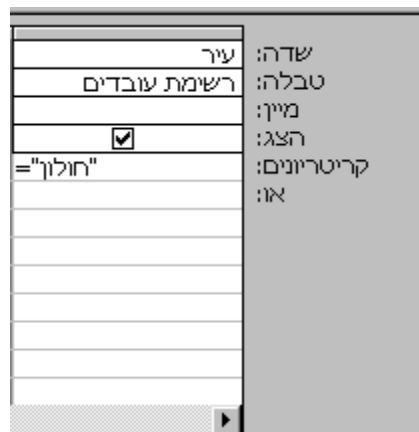 שדה: עיר
טבלה: רשימת עובדים
מיין:
הצג:
קריטריונים: ="חולון"
או: